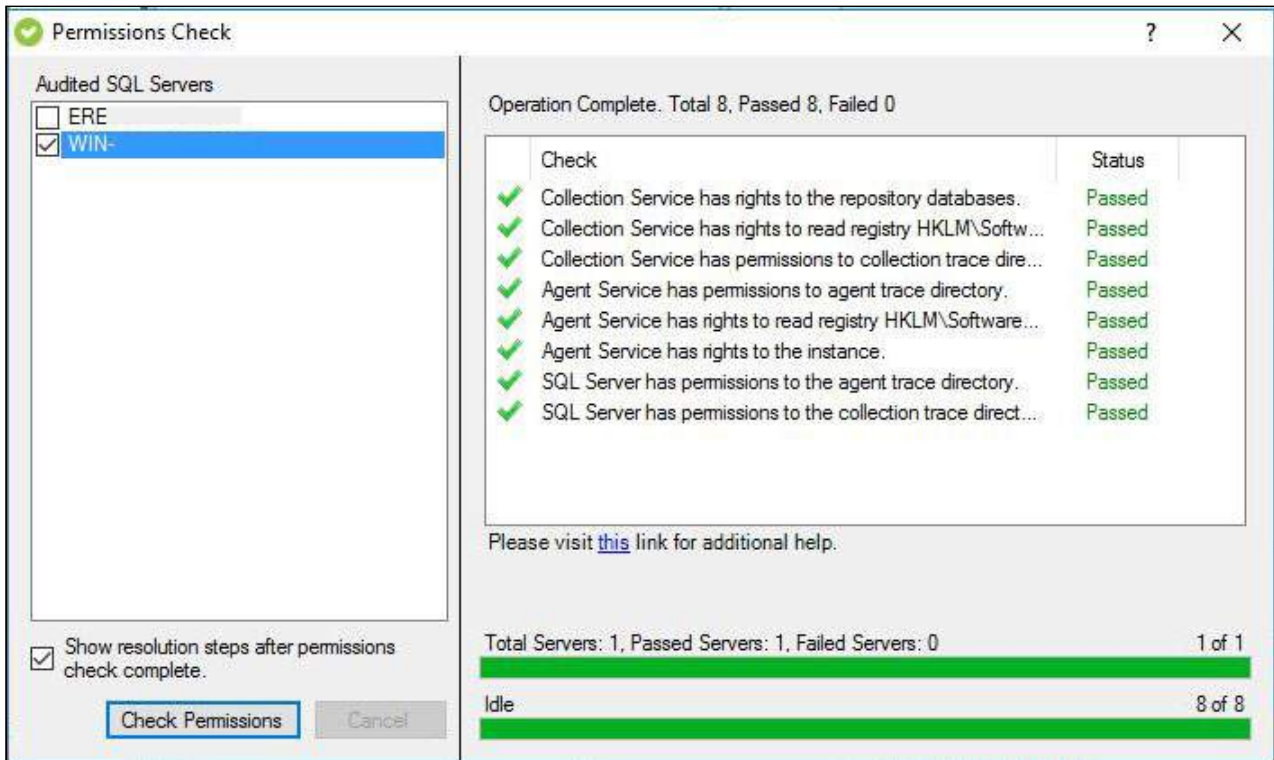 Permissions Check
?
Audited SQL Servers
ERE
WIN-
Show resolution steps after permissions
check complete.
Check Permissions
Cancel
Operation Complete. Total 8, Passed 8, Failed 0
Check Status
Collection Service has rights to the repository databases. Passed
Collection Service has rights to read registry HKLM\Softw... Passed
Collection Service has permissions to collection trace dire... Passed
Agent Service has permissions to agent trace directory. Passed
Agent Service has rights to read registry HKLM\Software... Passed
Agent Service has rights to the instance. Passed
SQL Server has permissions to the agent trace directory. Passed
SQL Server has permissions to the collection trace direct... Passed
Please visit this link for additional help.
Total Servers: 1, Passed Servers: 1, Failed Servers: 0 1 of 1
Idle 8 of 8